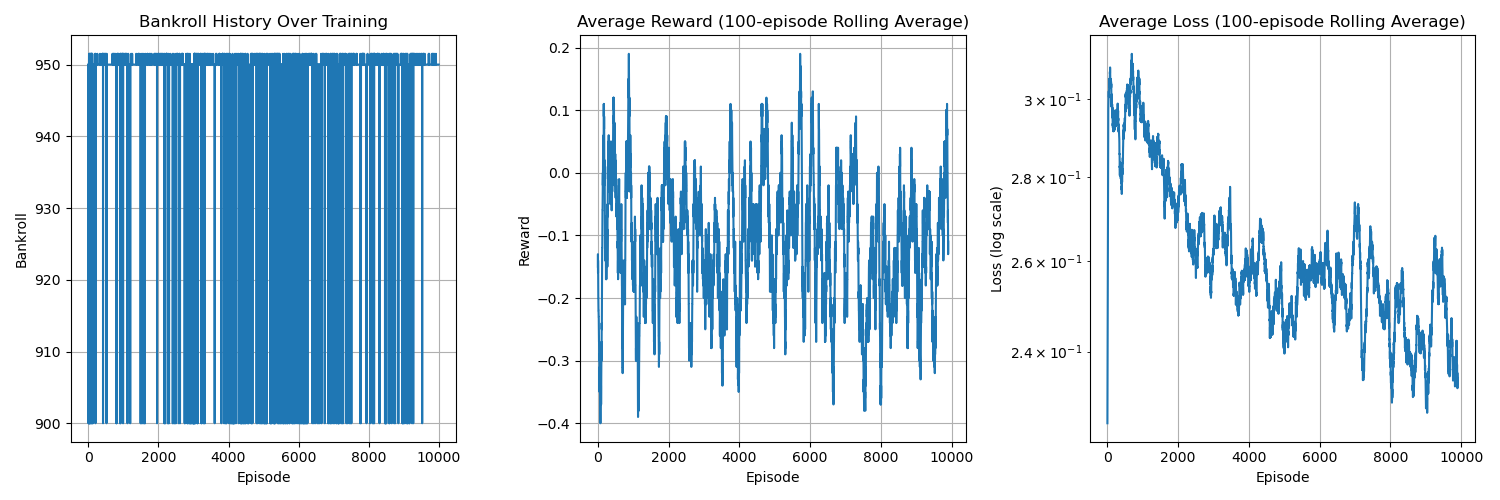 Bankroll History Over Training
Bankroll
950
940
930
920
910
900
0 2000 4000 6000 8000 10000
Episode
Average Reward (100-episode Rolling Average)
Reward
0.2
0.1
0.0
−0.1
−0.2
−0.3
−0.4
0 2000 4000 6000 8000 10000
Episode
Average Loss (100-episode Rolling Average)
Loss (log scale)
3 × 10⁻¹
2.8 × 10⁻¹
2.6 × 10⁻¹
2.4 × 10⁻¹
0 2000 4000 6000 8000 10000
Episode